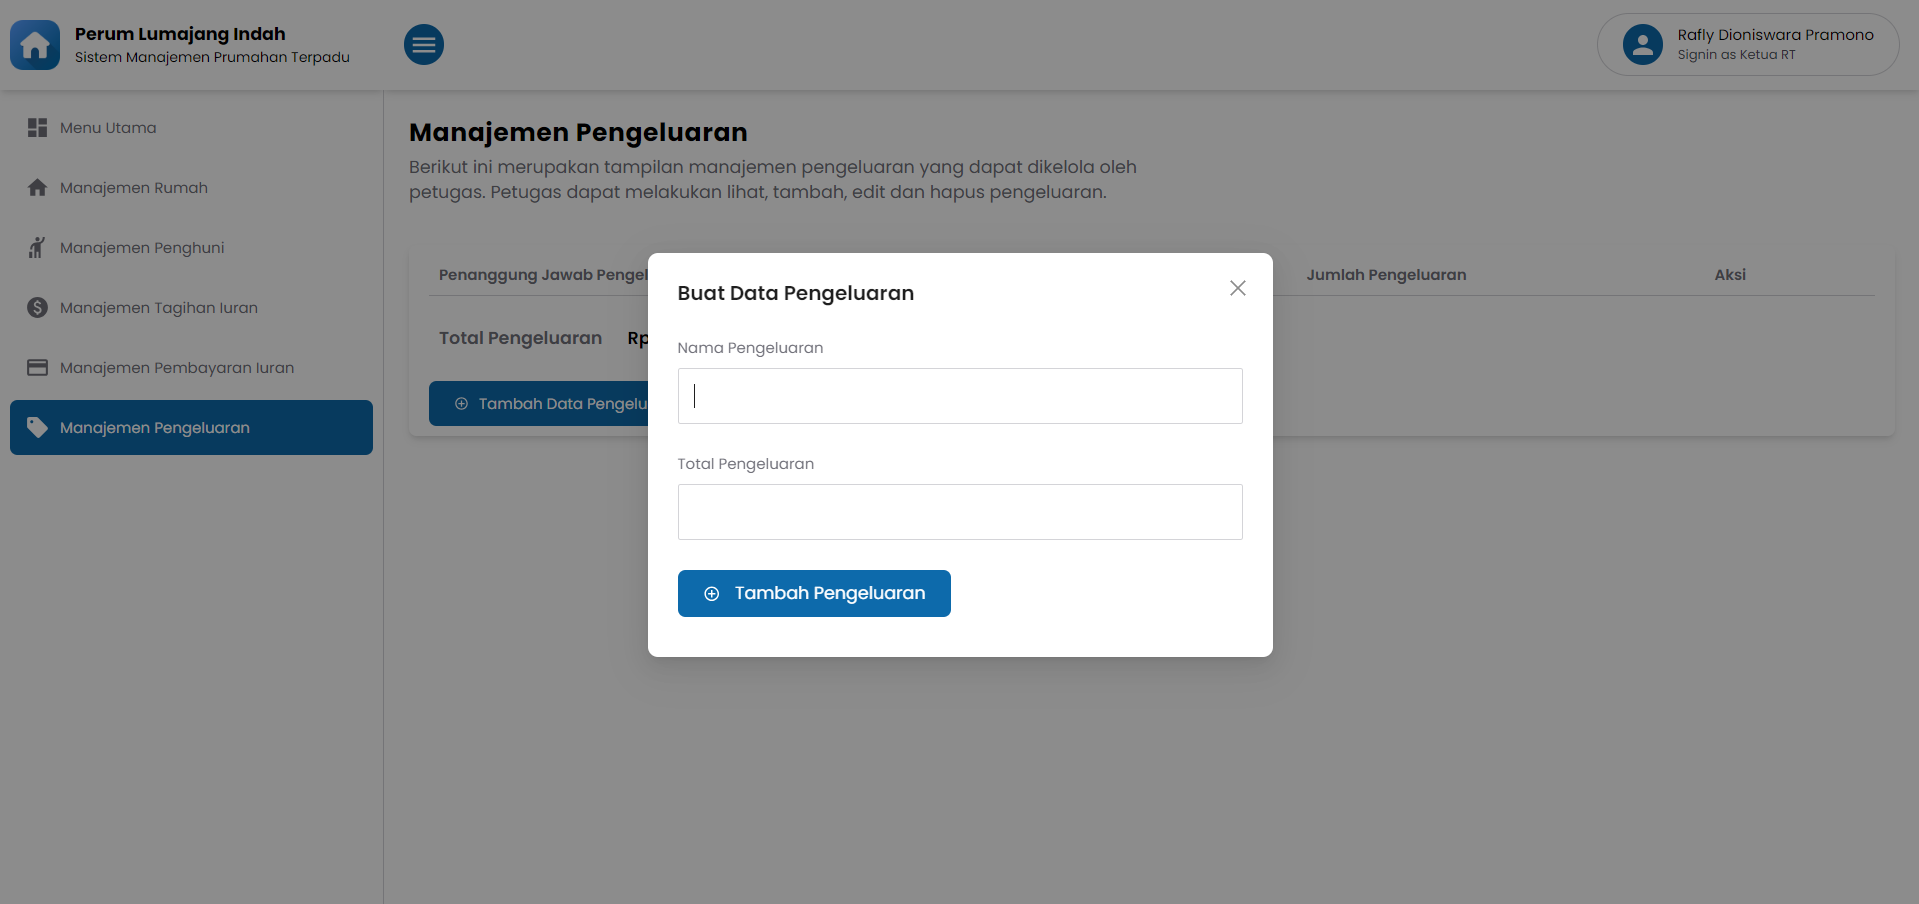 Perum Lumajang Indah
Sistem Manajemen Prumahan Terpadu
Rafly Dioniswara Pramono
Signin as Ketua RT
Menu Utama
Manajemen Rumah
Manajemen Penghuni
Manajemen Tagihan Iuran
Manajemen Pembayaran Iuran
Manajemen Pengeluaran
Manajemen Pengeluaran
Berikut ini merupakan tampilan manajemen pengeluaran yang dapat dikelola oleh
petugas. Petugas dapat melakukan lihat, tambah, edit dan hapus pengeluaran.
Penanggung Jawab Jumlah Pengeluaran Aksi
Total Pengeluaran Rp
Tambah Data
Buat Data Pengeluaran
Nama Pengeluaran
Total Pengeluaran
Tambah Pengeluaran